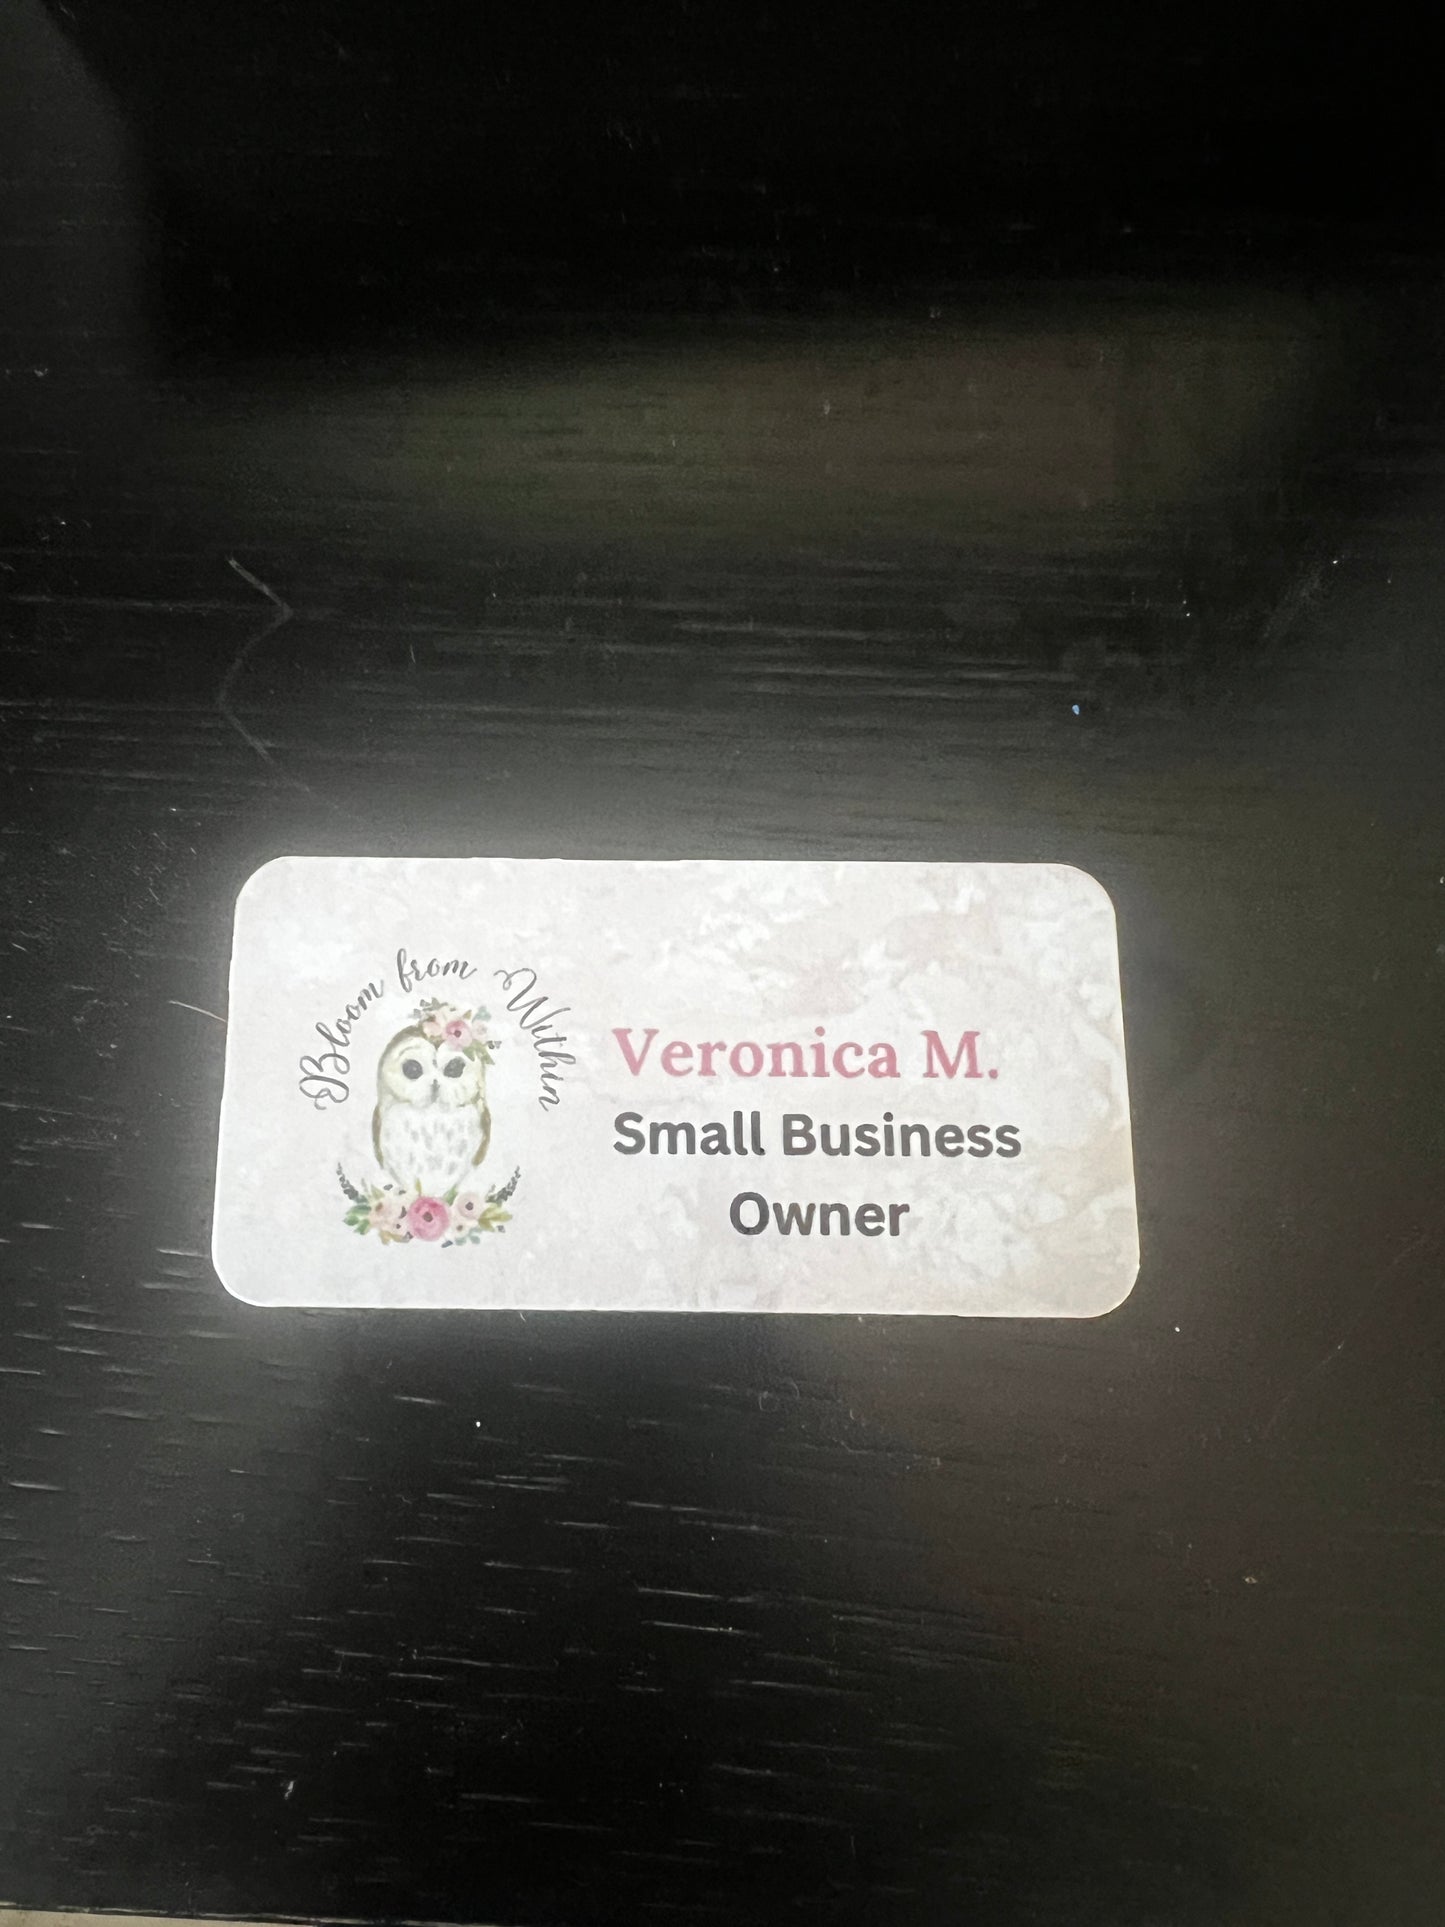 Bloom from Within
Veronica M.
Small Business
Owner